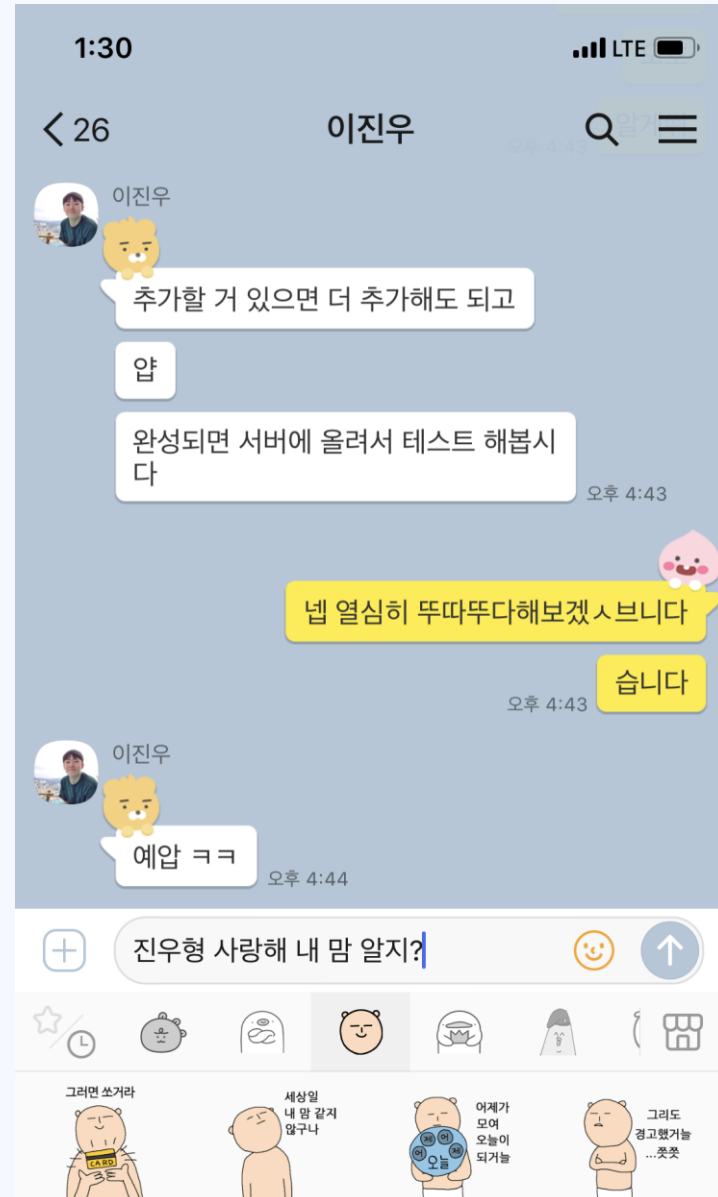 1:30
LTE
26
이진우
오후 4:43
이진우
추가할 거 있으면 더 추가해도 되고
얍
완성되면 서버에 올려서 테스트 해봅시
다
오후 4:43
넵 열심히 뚜따뚜다해보겠ㅅ브니다
습니다
오후 4:43
이진우
예압 ㅋㅋ
오후 4:44
진우형 사랑해 내 맘 알지?
그러면 쏘거라
CARD
세상일
내 맘 같지
않구나
어제가
모여
오늘이
되거늘
어 제 어 제
오늘
그리도
경고했거늘
...쯧쯧